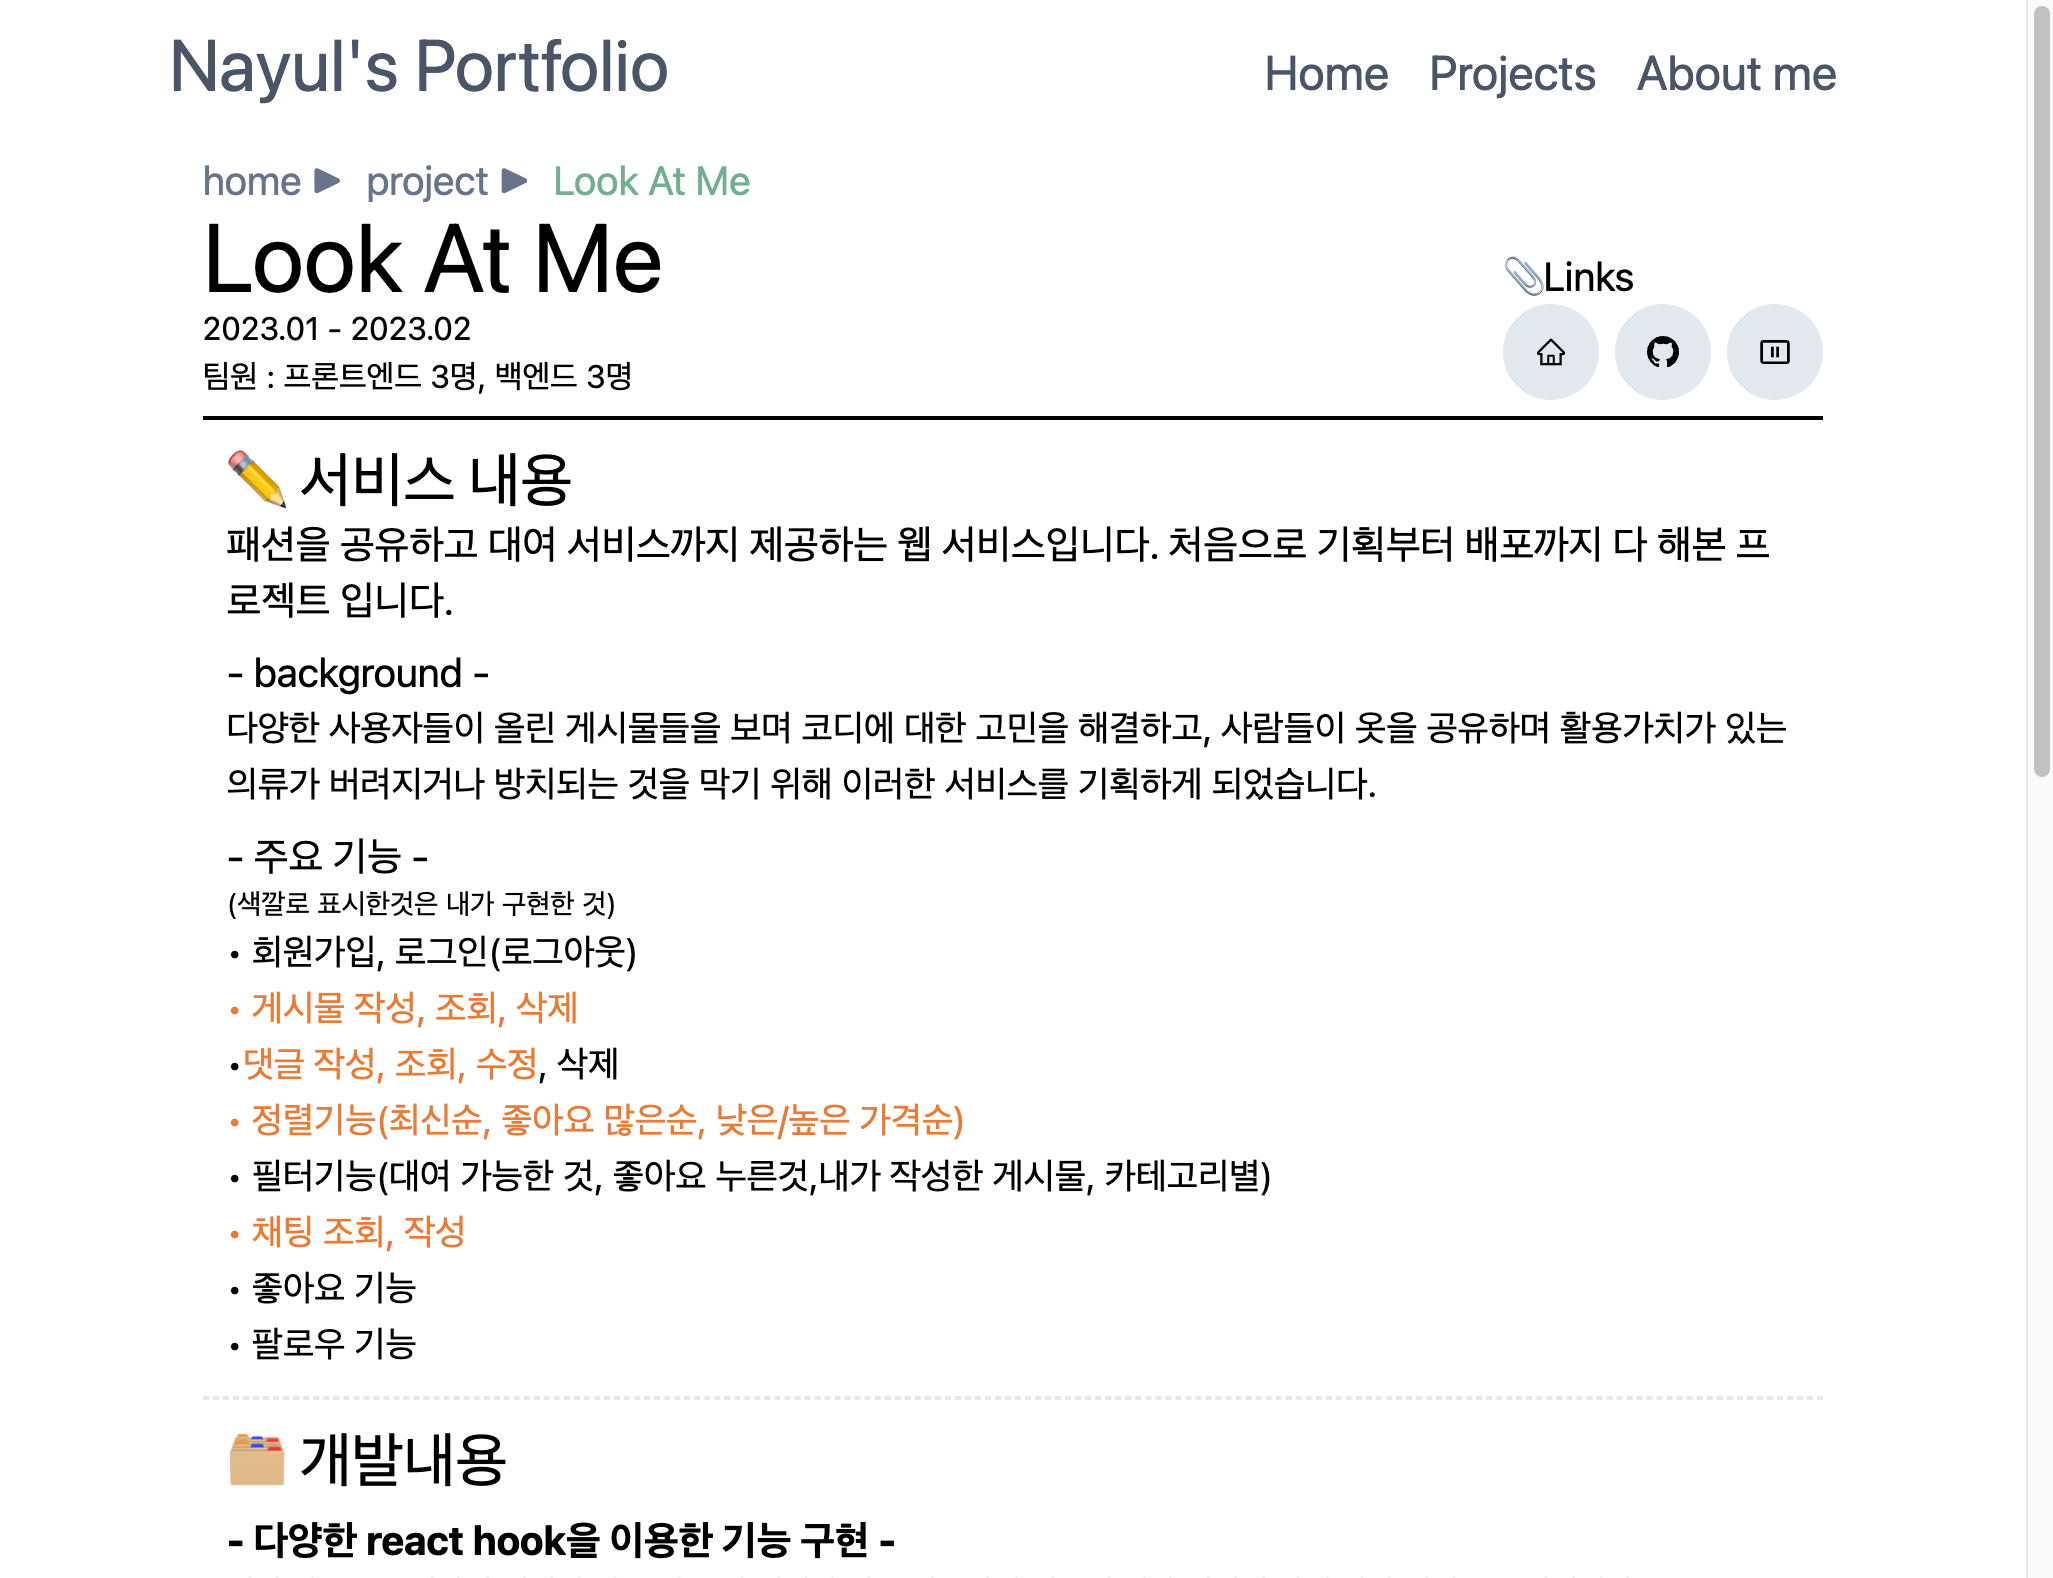 Nayul's Portfolio
Home Projects About me
home ▶ project ▶ Look At Me
Look At Me
2023.01 - 2023.02
팀원 : 프론트엔드 3명, 백엔드 3명
📎Links
✏️ 서비스 내용
패션을 공유하고 대여 서비스까지 제공하는 웹 서비스입니다. 처음으로 기획부터 배포까지 다 해본 프
로젝트 입니다.
- background -
다양한 사용자들이 올린 게시물들을 보며 코디에 대한 고민을 해결하고, 사람들이 옷을 공유하며 활용가치가 있는
의류가 버려지거나 방치되는 것을 막기 위해 이러한 서비스를 기획하게 되었습니다.
- 주요 기능 -
(색깔로 표시한것은 내가 구현한 것)
• 회원가입, 로그인(로그아웃)
• 게시물 작성, 조회, 삭제
•댓글 작성, 조회, 수정, 삭제
• 정렬기능(최신순, 좋아요 많은순, 낮은/높은 가격순)
• 필터기능(대여 가능한 것, 좋아요 누른것,내가 작성한 게시물, 카테고리별)
• 채팅 조회, 작성
• 좋아요 기능
• 팔로우 기능
🗂️ 개발내용
- 다양한 react hook을 이용한 기능 구현 -